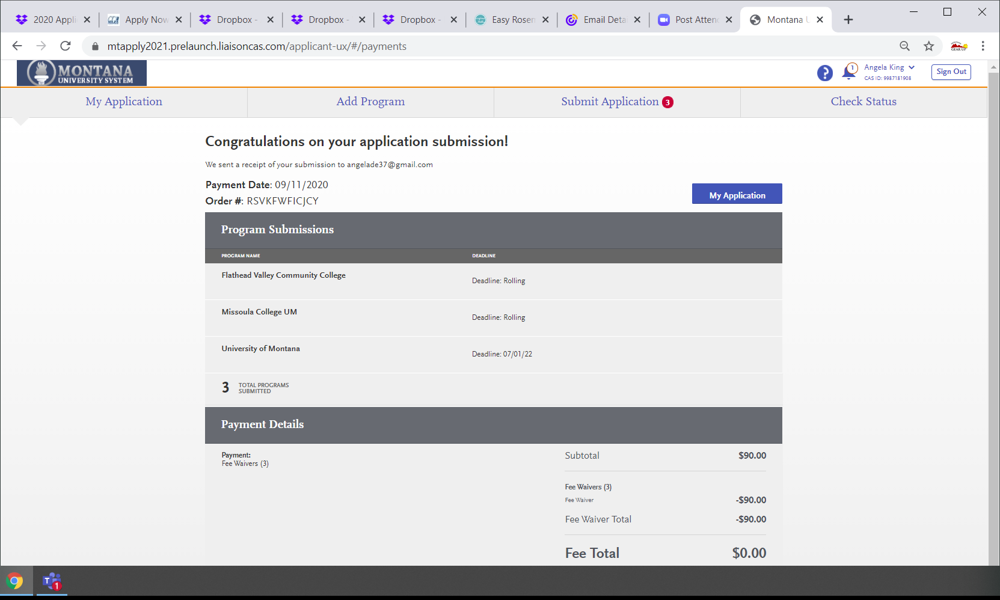 2020 Appli
Apply Now
Dropbox -
Dropbox -
Dropbox -
Easy Rosen
Email Deta
Post Attend
Montana U
mtapply2021.prelaunch.liaisoncas.com/applicant-ux/#/payments
GEAR UP
MONTANA
UNIVERSITY SYSTEM
?
1
Angela King
CAS ID: 9987181908
Sign Out
My Application
Add Program
Submit Application 3
Check Status
Congratulations on your application submission!
We sent a receipt of your submission to angelade37@gmail.com
Payment Date: 09/11/2020
Order #: RSVKFWFICJCY
My Application
Program Submissions
PROGRAM NAME DEADLINE
Flathead Valley Community College
Deadline: Rolling
Missoula College UM
Deadline: Rolling
University of Montana
Deadline: 07/01/22
3 TOTAL PROGRAMS
SUBMITTED
Payment Details
Payment:
Fee Waivers (3)
Subtotal $90.00
Fee Waivers (3)
Fee Waiver -$90.00
Fee Waiver Total -$90.00
Fee Total $0.00
T 1